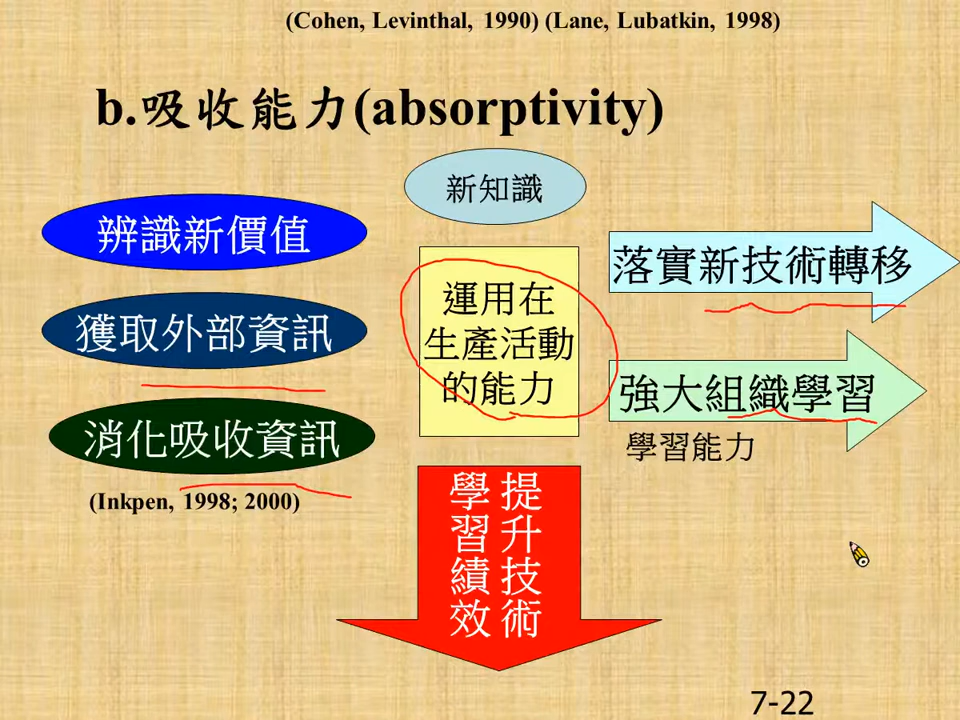 (Cohen, Levinthal, 1990) (Lane, Lubatkin, 1998)
b.吸收能力(absorptivity)
新知識
辨識新價值
獲取外部資訊
消化吸收資訊
(Inkpen, 1998; 2000)
運用在
生產活動
的能力
落實新技術轉移
強大組織學習
學習能力
提升技術
學習績效
7-22